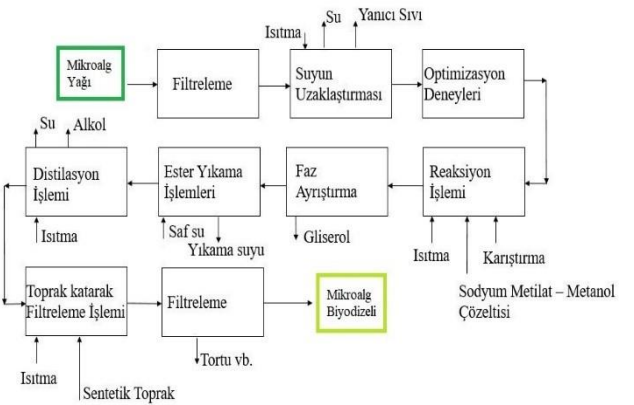 Su
Yanıcı Sıvı
Isıtma
Mikroalg
Yağı
Filtreleme
Suyun
Uzaklaştırması
Optimizasyon
Deneyleri
Su
Alkol
Distilasyon
İşlemi
Ester Yıkama
İşlemleri
Faz
Ayrıştırma
Reaksiyon
İşlemi
Isıtma
Saf su
Yıkama suyu
Gliserol
Isıtma
Karıştırma
Sodyum Metilat – Metanol
Çözeltisi
Toprak katarak
Filtreleme İşlemi
Filtreleme
Mikroalg
Biyodizeli
Tortu vb.
Isıtma
Sentetik Toprak